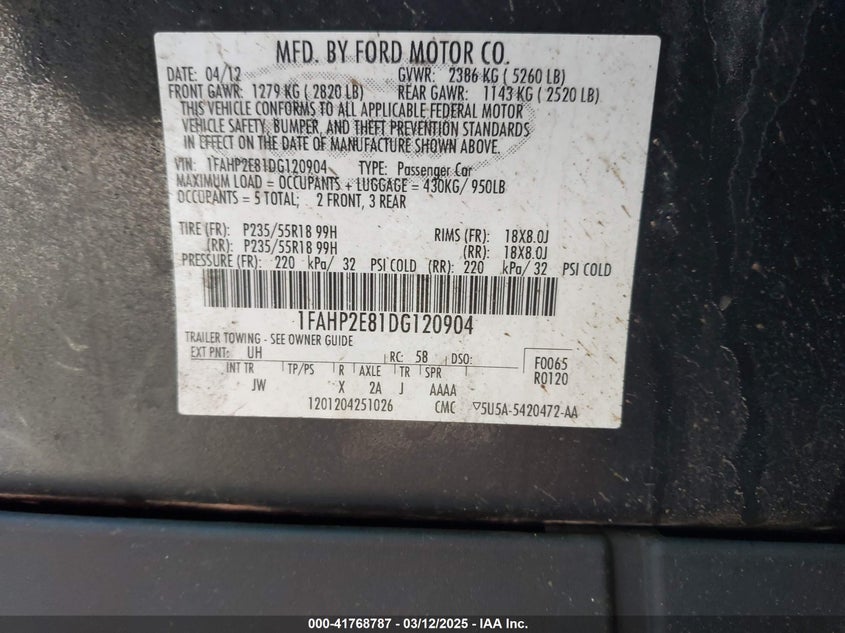 MFD. BY FORD MOTOR CO.
DATE: 04/12 GVWR: 2386 KG ( 5260 LB)
FRONT GAWR: 1279 KG ( 2820 LB) REAR GAWR: 1143 KG ( 2520 LB)
THIS VEHICLE CONFORMS TO ALL APPLICABLE FEDERAL MOTOR
VEHICLE SAFETY, BUMPER, AND THEFT PREVENTION STANDARDS
IN EFFECT ON THE DATE OF MANUFACTURE SHOWN ABOVE.
VIN: 1FAHP2E81DG120904 TYPE: Passenger Car
MAXIMUM LOAD = OCCUPANTS + LUGGAGE = 430KG/ 950LB
OCCUPANTS = 5 TOTAL; 2 FRONT, 3 REAR
TIRE (FR): P235/55R18 99H RIMS (FR): 18X8.0J
(RR): P235/55R18 99H (RR): 18X8.0J
PRESSURE (FR): 220 kPa/ 32 PSI COLD (RR): 220 kPa/ 32 PSI COLD
1FAHP2E81DG120904
TRAILER TOWING - SEE OWNER GUIDE
EXT PNT: UH RC: 58 DSO: F0065
INT TR TP/PS R AXLE TR SPR R0120
JW X 2A J AAAA
1201204251026 CMC ▽5U5A-5420472-AA
000-41768787 - 03/12/2025 - IAA Inc.